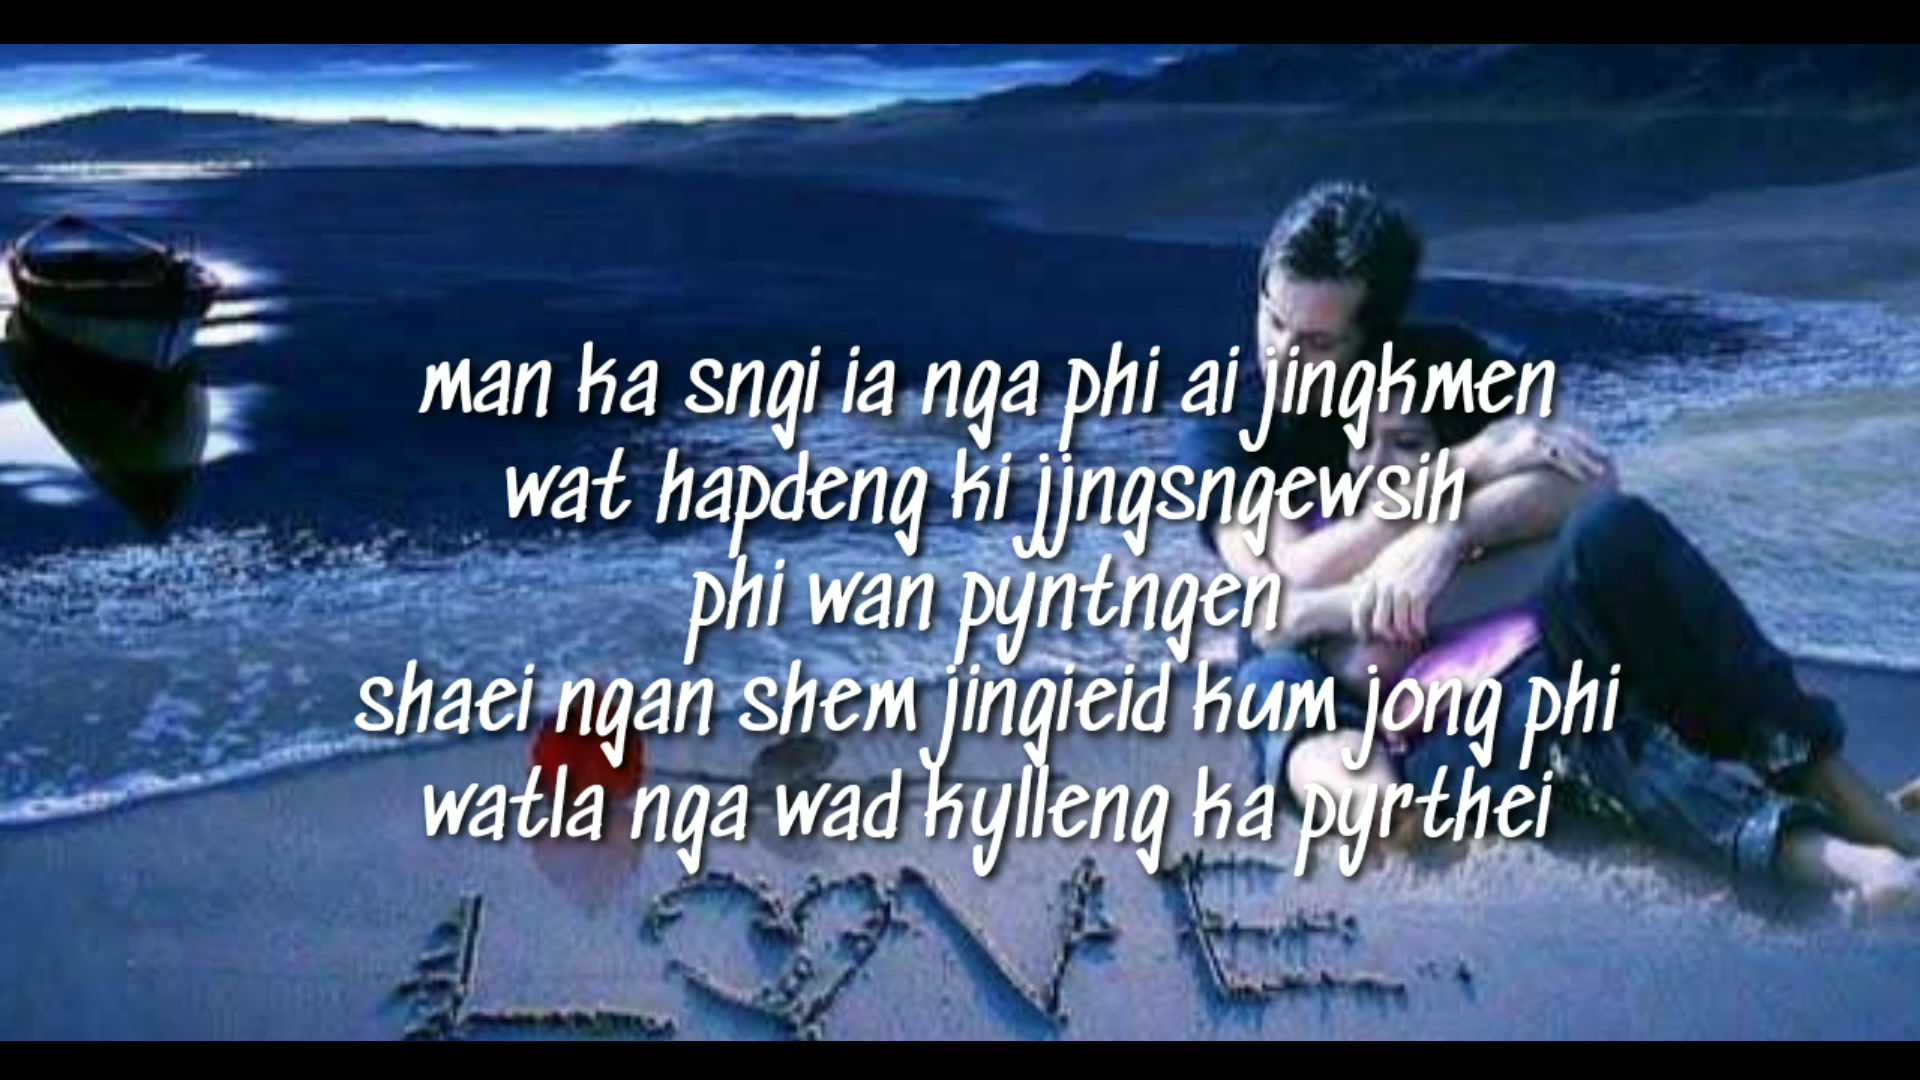 man ka sngi ia nga phi ai jingkmen
wat hapdeng ki jjngsngewsih
phi wan pyntngen
shaei ngan shem jingieid kum jong phi
watla nga wad kylleng ka pyrthei
LOVE